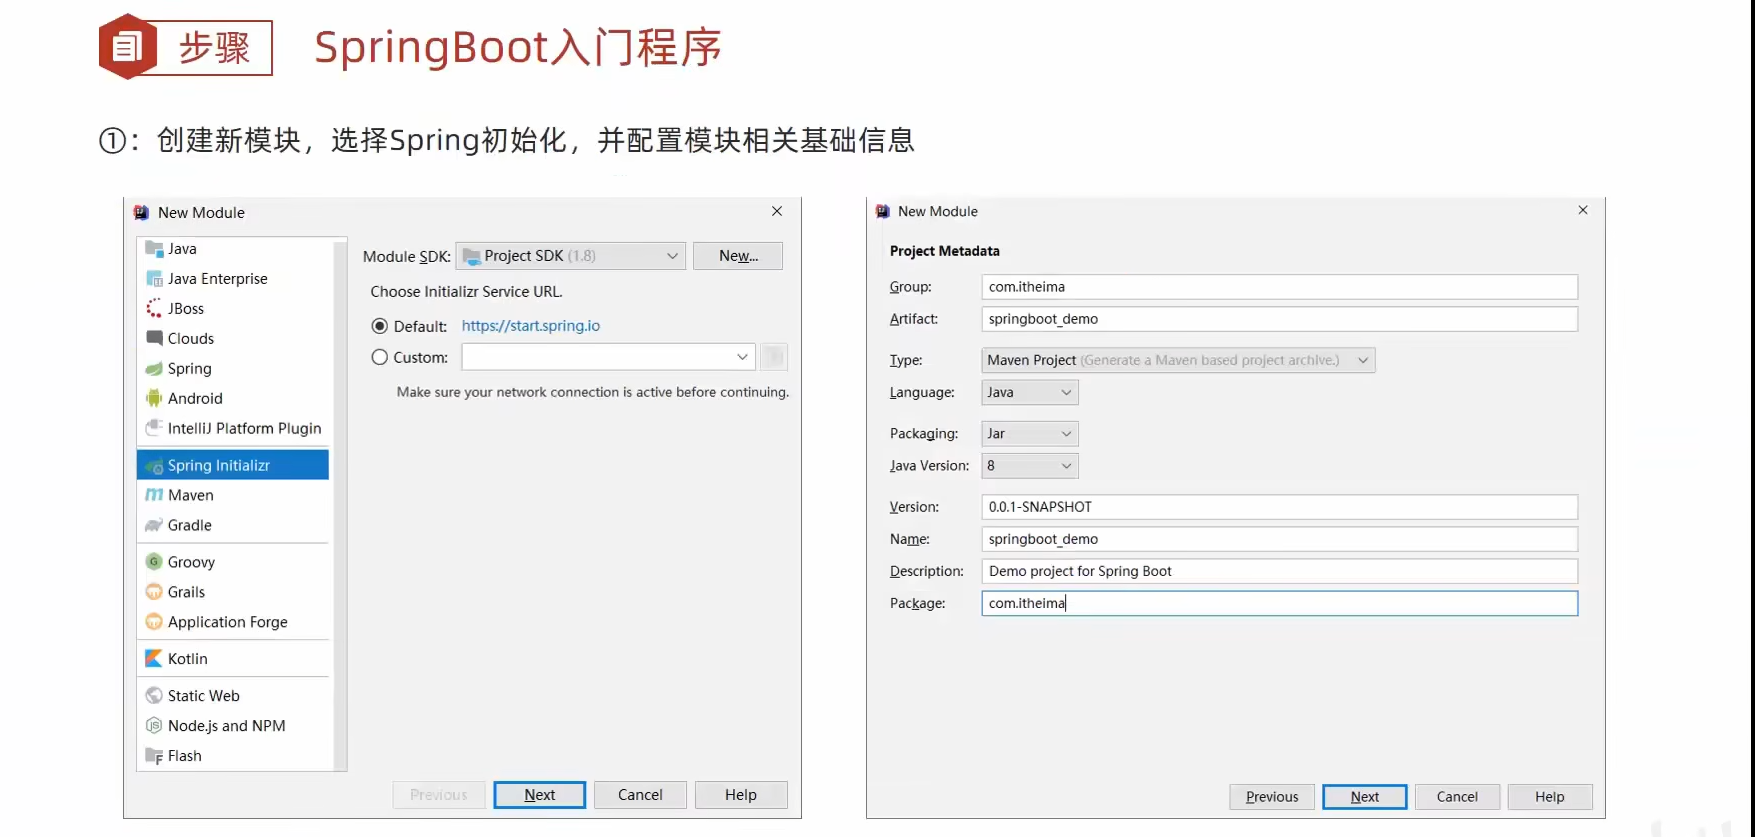 步骤
SpringBoot入门程序
①：创建新模块，选择Spring初始化，并配置模块相关基础信息
New Module
Java
Java Enterprise
JBoss
Clouds
Spring
Android
IntelliJ Platform Plugin
Spring Initializr
Maven
Gradle
Groovy
Grails
Application Forge
Kotlin
Static Web
Node.js and NPM
Flash
Module SDK: Project SDK (1.8) New...
Choose Initializr Service URL.
Default: https://start.spring.io
Custom:
Make sure your network connection is active before continuing.
Previous Next Cancel Help
New Module
Project Metadata
Group: com.itheima
Artifact: springboot_demo
Type: Maven Project (Generate a Maven based project archive.)
Language: Java
Packaging: Jar
Java Version: 8
Version: 0.0.1-SNAPSHOT
Name: springboot_demo
Description: Demo project for Spring Boot
Package: com.itheima
Previous Next Cancel Help